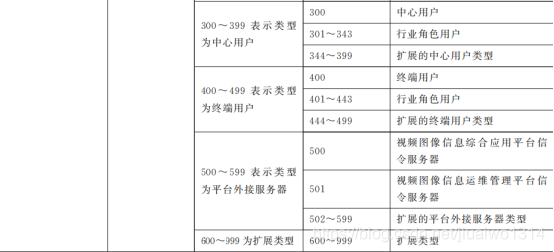 300～399 表示类型
为中心用户
300
中心用户
301～343
行业角色用户
344～399
扩展的中心用户类型
400～499 表示类型
为终端用户
400
终端用户
401～443
行业角色用户
444～499
扩展的终端用户类型
500～599 表示类型
为平台外接服务器
500
视频图像信息综合应用平台信
令服务器
501
视频图像信息运维管理平台信
令服务器
502～599
扩展的平台外接服务器类型
600～999 为扩展类型
600～999
扩展类型
https://blog.csdn.net/jiuaiwo1314